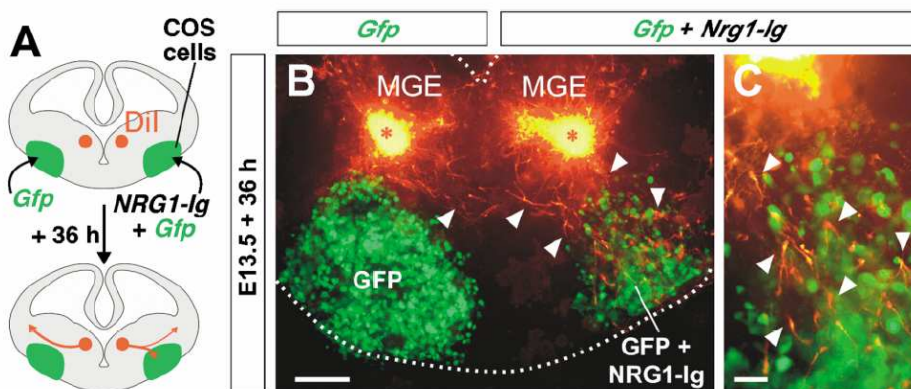 A
COS
cells
DiI
Gfp
NRG1-Ig
+ Gfp
+ 36 h
E13.5 + 36 h
Gfp
Gfp + Nrg1-Ig
B
MGE
MGE
*
*
GFP
GFP +
NRG1-Ig
C